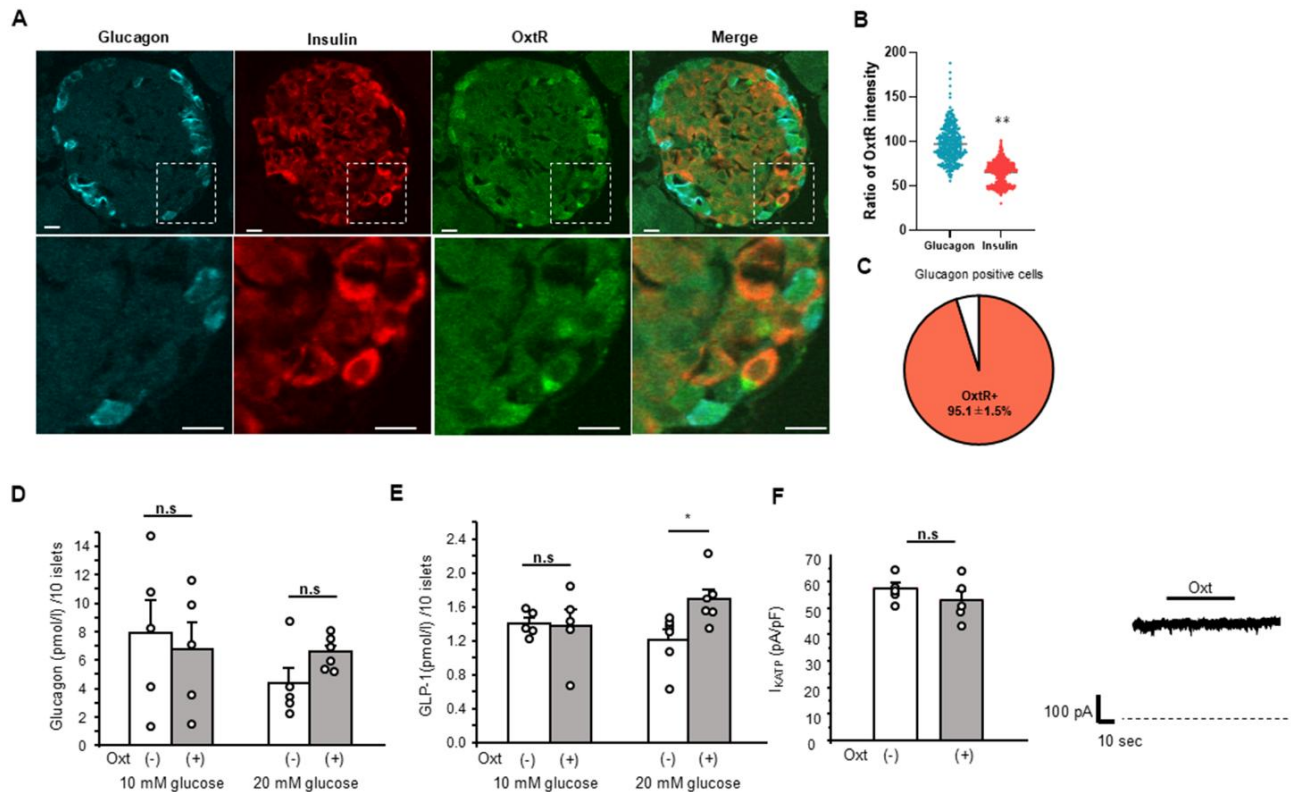 A
Glucagon
Insulin
OxtR
Merge
B
200
150
100
50
0
Ratio of OxtR intensity
**
Glucagon
Insulin
C
Glucagon positive cells
OxtR+
95.1 ±1.5%
D
n.s
n.s
14
12
10
8
6
4
2
0
Glucagon (pmol/l) /10 islets
Oxt (-) (+) (-) (+)
10 mM glucose 20 mM glucose
E
n.s
*
2.4
2.0
1.6
1.2
0.8
0.4
0.0
GLP-1(pmol/l) /10 islets
Oxt (-) (+) (-) (+)
10 mM glucose 20 mM glucose
F
n.s
70
60
50
40
30
20
10
0
IKATP (pA/pF)
Oxt (-) (+)
Oxt
100 pA
10 sec